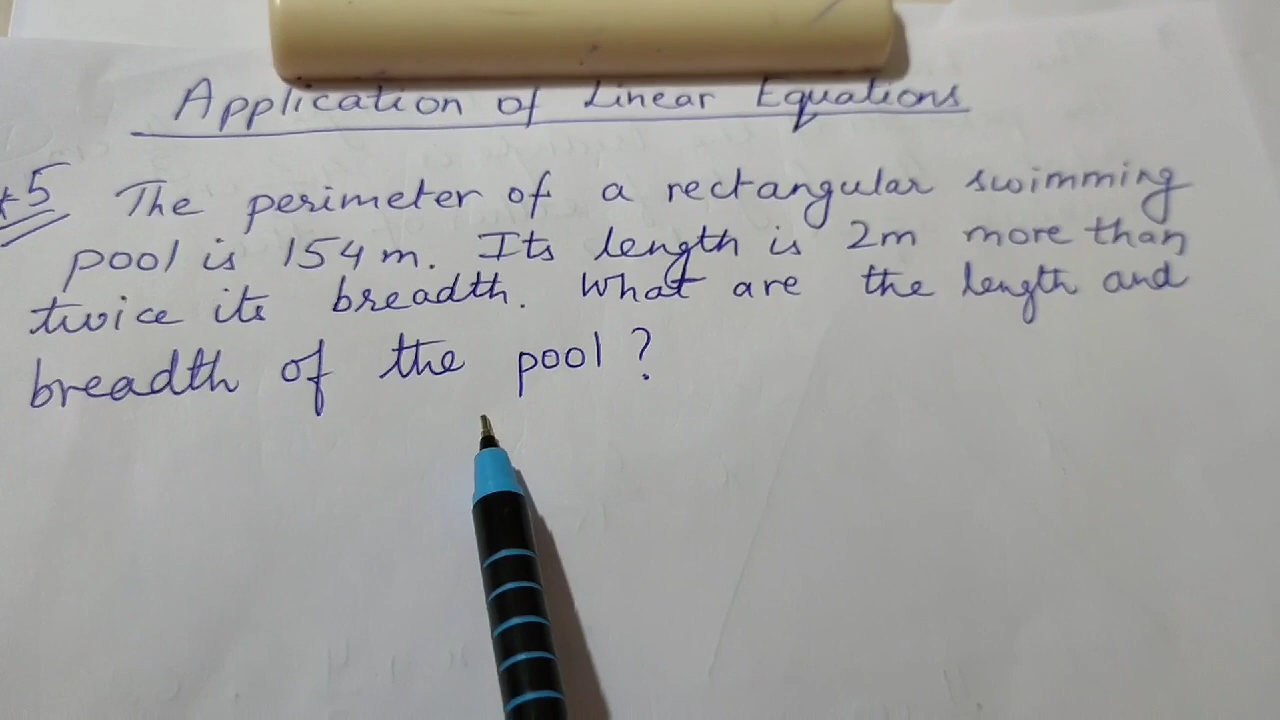 Application of Linear Equations
5 The perimeter of a rectangular swimming
pool is 154 m. Its length is 2m more than
twice its breadth. What are the length and
breadth of the pool?